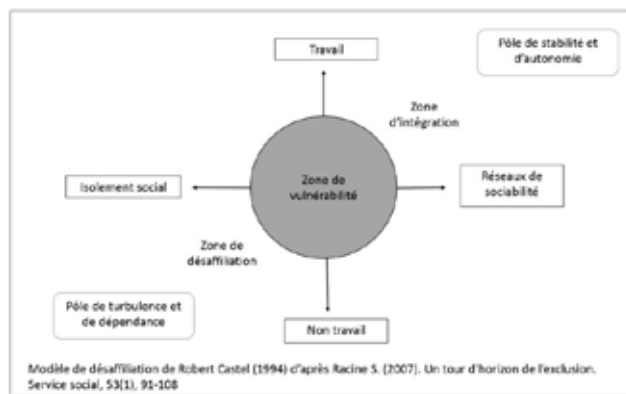 Travail
Pôle de stabilité et
d'autonomie
Zone
d'intégration
Isolement social
Zone de
vulnérabilité
Réseaux de
sociabilité
Zone de
désaffiliation
Pôle de turbulence et
de dépendance
Non travail
Modèle de désaffiliation de Robert Castel (1994) d'après Racine S. (2007). Un tour d'horizon de l'exclusion.
Service social, 53(1), 91-108